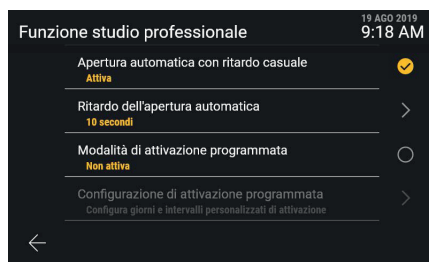 Funzione studio professionale
19 AGO 2019
9:18 AM
Apertura automatica con ritardo casuale
Attiva
Ritardo dell'apertura automatica
10 secondi
Modalità di attivazione programmata
Non attiva
Configurazione di attivazione programmata
Configura giorni e intervalli personalizzati di attivazione